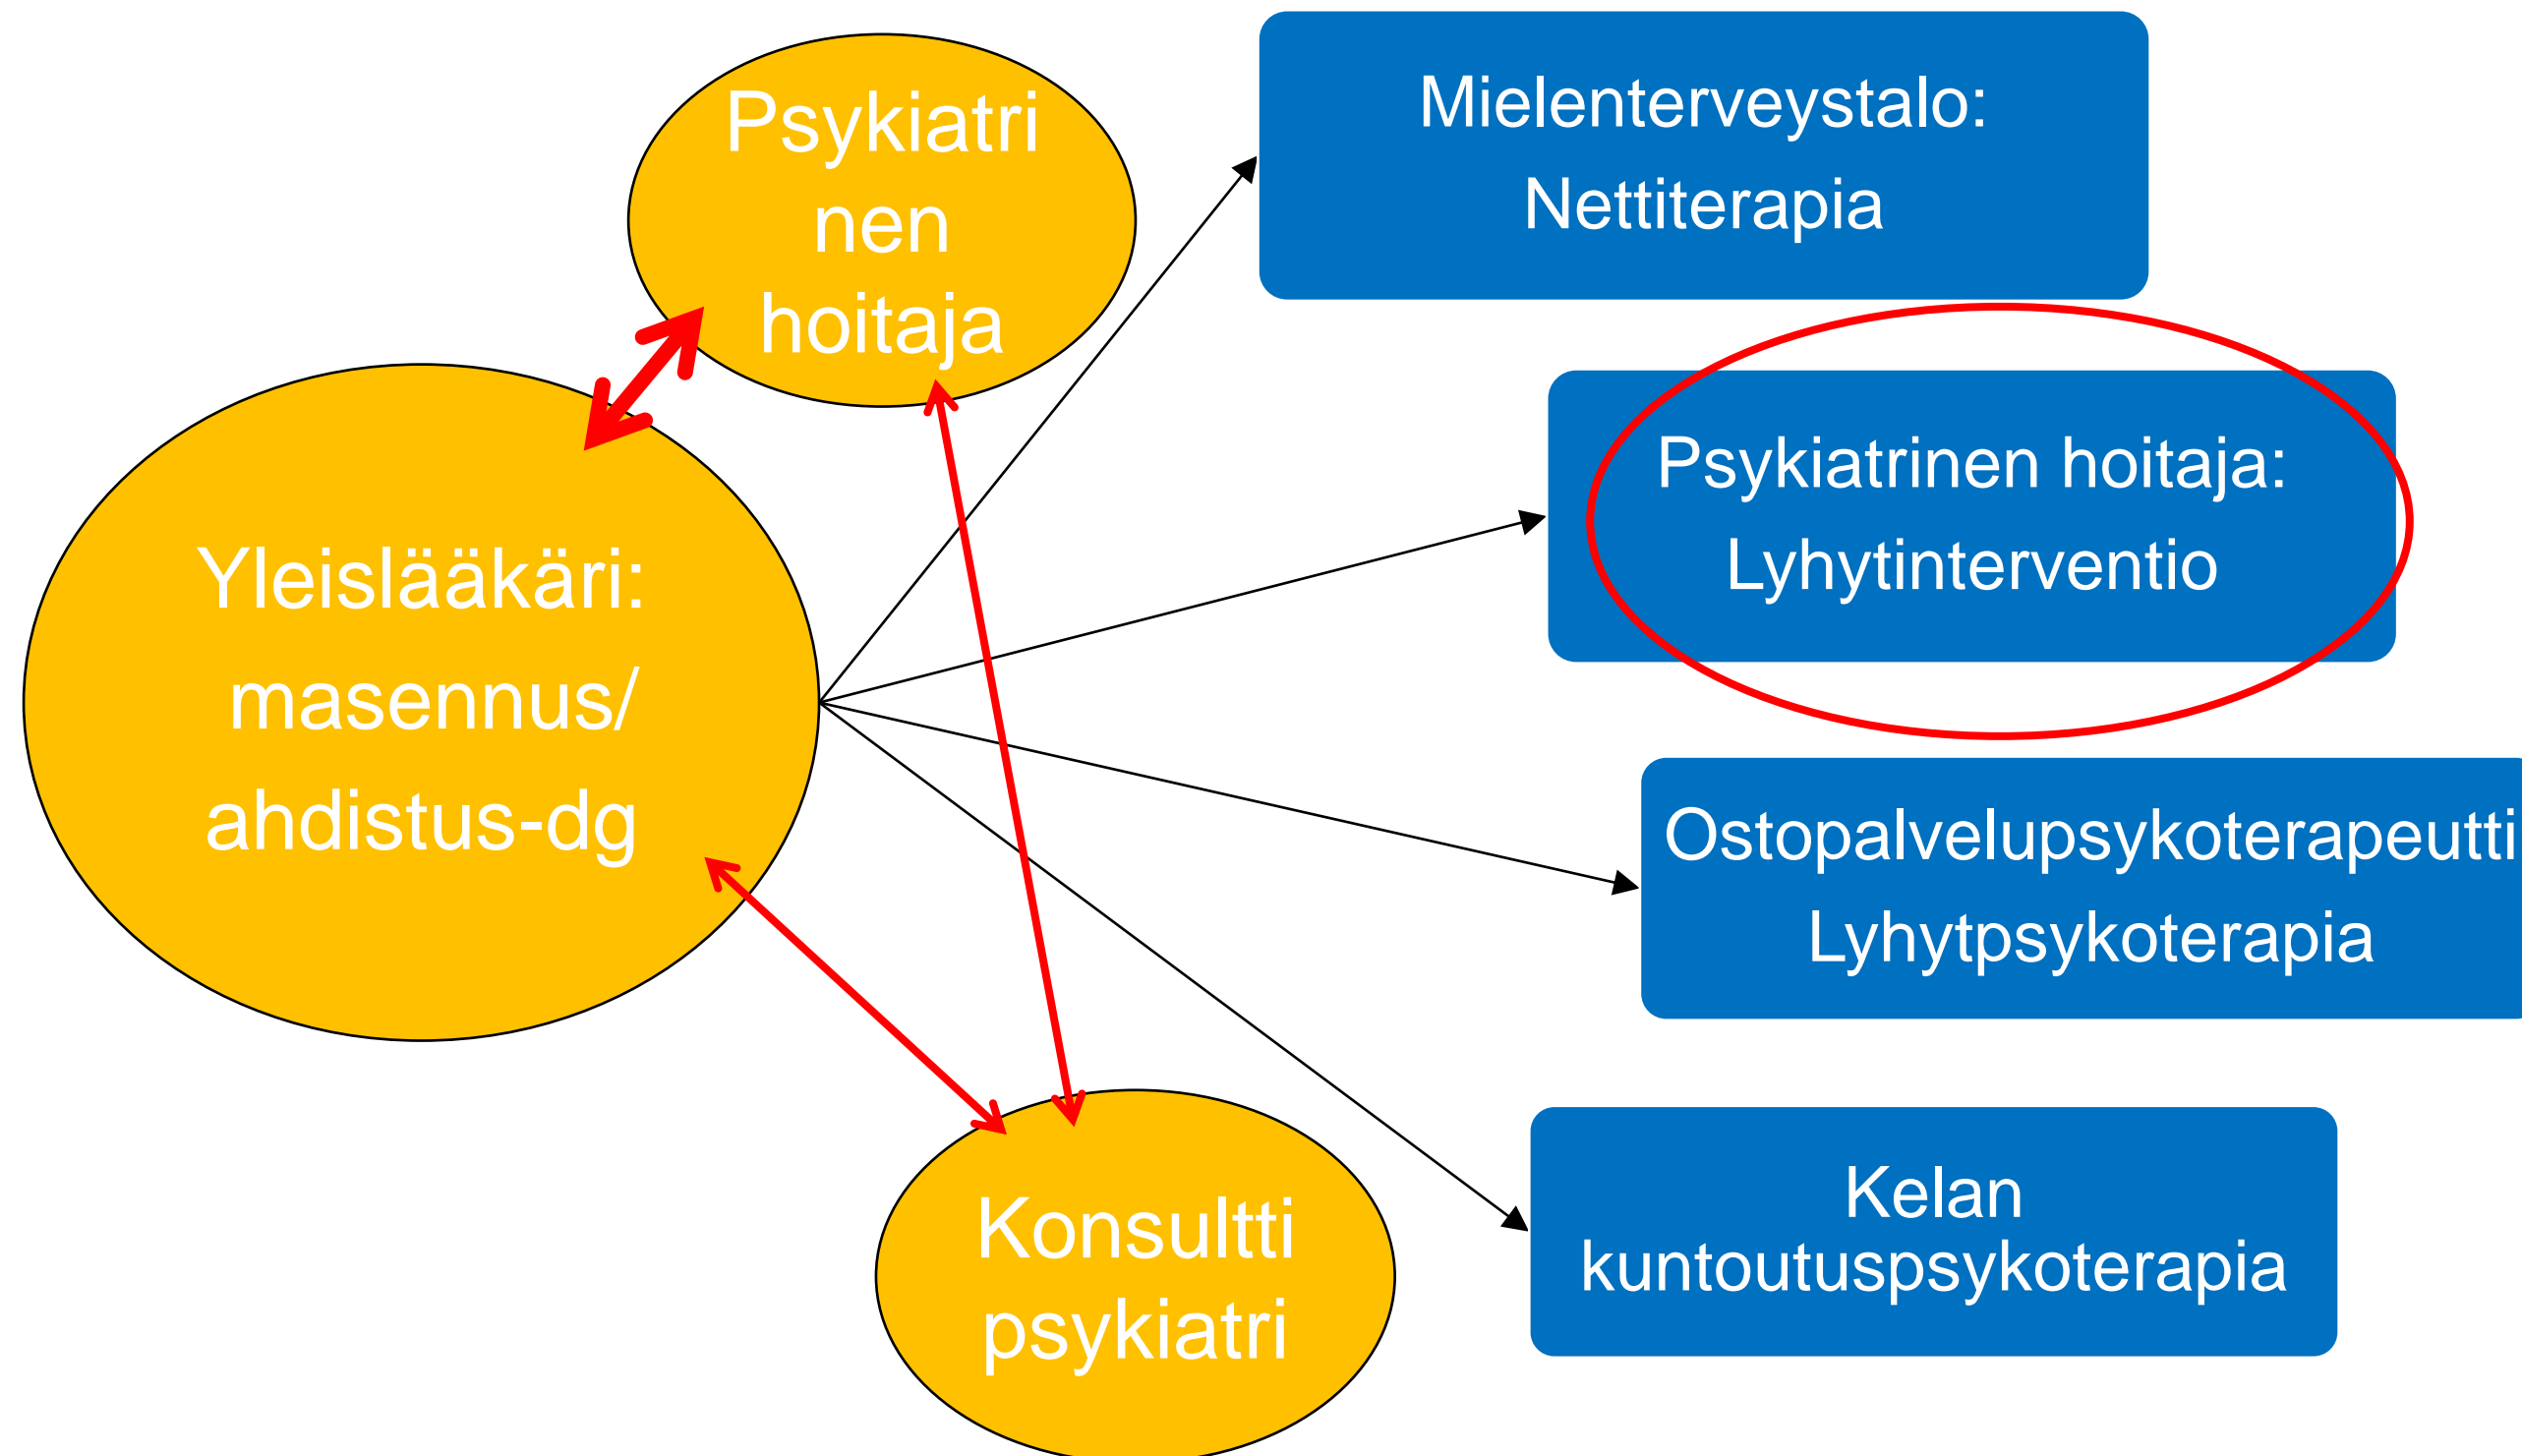 Psykiatri
nen
hoitaja
Yleislääkäri:
masennus/
ahdistus-dg
Konsultti
psykiatri
Mielenterveystalo:
Nettiterapia
Psykiatrinen hoitaja:
Lyhytinterventio
Ostopalvelupsykoterapeutti
Lyhytpsykoterapia
Kelan
kuntoutuspsykoterapia